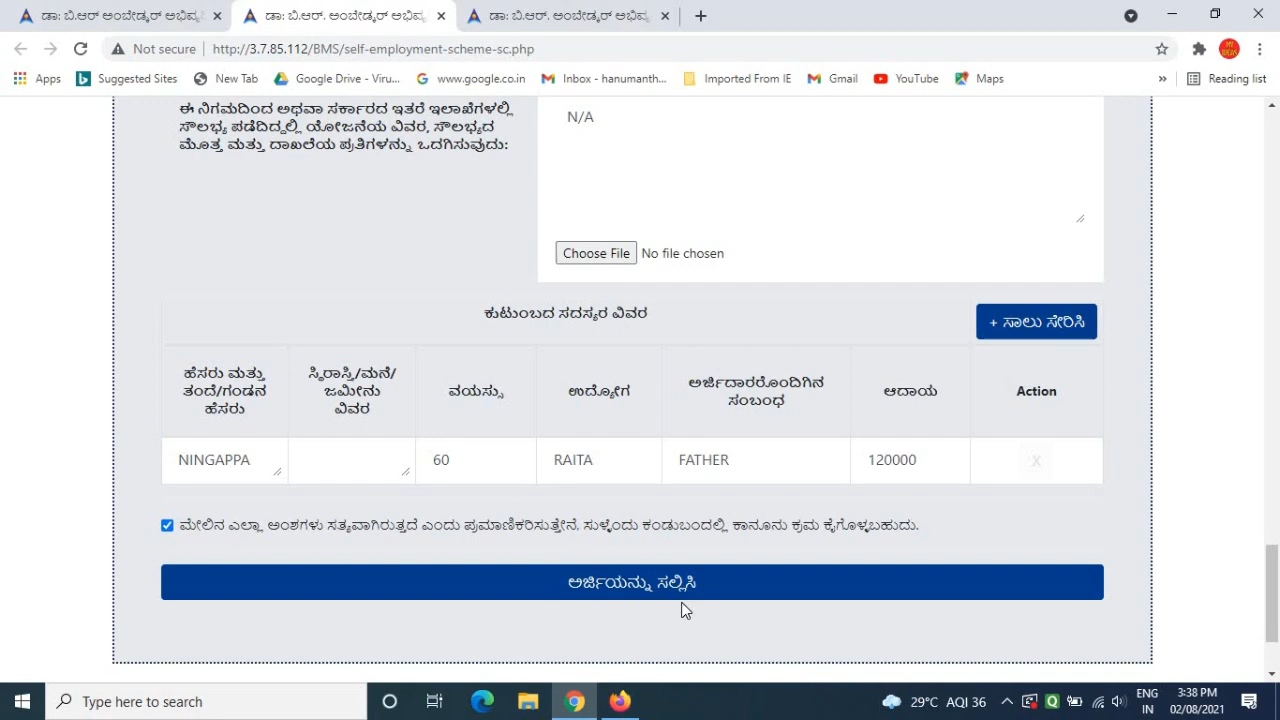 ಡಾ: ಬಿ.ಆರ್. ಅಂಬೇಡ್ಕರ್ ಅಭಿವೃ
ಡಾ: ಬಿ.ಆರ್. ಅಂಬೇಡ್ಕರ್ ಅಭಿವೃ
ಡಾ: ಬಿ.ಆರ್. ಅಂಬೇಡ್ಕರ್ ಅಭಿವೃ
Not secure http://3.7.85.112/BMS/self-employment-scheme-sc.php
Apps Suggested Sites New Tab Google Drive - Viru... www.google.co.in Inbox - hanumanth... Imported From IE Gmail YouTube Maps » Reading list
ಈ ನಿಗಮದಿಂದ ಅಥವಾ ಸರ್ಕಾರದ ಇತರೆ ಇಲಾಖೆಗಳಲ್ಲಿ
ಸೌಲಭ್ಯ ಪಡೆದಿದ್ದಲ್ಲಿ ಯೋಜನೆಯ ವಿವರ, ಸೌಲಭ್ಯದ
ಮೊತ್ತ ಮತ್ತು ದಾಖಲೆಯ ಪ್ರತಿಗಳನ್ನು ಒದಗಿಸುವುದು:
N/A
Choose File No file chosen
ಕುಟುಂಬದ ಸದಸ್ಯರ ವಿವರ
+ ಸಾಲು ಸೇರಿಸಿ
ಹೆಸರು ಮತ್ತು
ತಂದೆ/ಗಂಡನ
ಹೆಸರು
ಸ್ಥಿರಾಸ್ತಿ/ಮನೆ/
ಜಮೀನು
ವಿವರ
ವಯಸ್ಸು
ಉದ್ಯೋಗ
ಅರ್ಜಿದಾರರೊಂದಿಗಿನ
ಸಂಬಂಧ
ಆದಾಯ
Action
NINGAPPA 60 RAITA FATHER 120000 X
ಮೇಲಿನ ಎಲ್ಲಾ ಅಂಶಗಳು ಸತ್ಯವಾಗಿರುತ್ತದೆ ಎಂದು ಪ್ರಮಾಣಿಕರಿಸುತ್ತೇನೆ. ಸುಳ್ಳೆಂದು ಕಂಡುಬಂದಲ್ಲಿ ಕಾನೂನು ಕ್ರಮ ಕೈಗೊಳ್ಳಬಹುದು.
ಅರ್ಜಿಯನ್ನು ಸಲ್ಲಿಸಿ
Type here to search
29°C AQI 36
ENG
IN
3:38 PM
02/08/2021